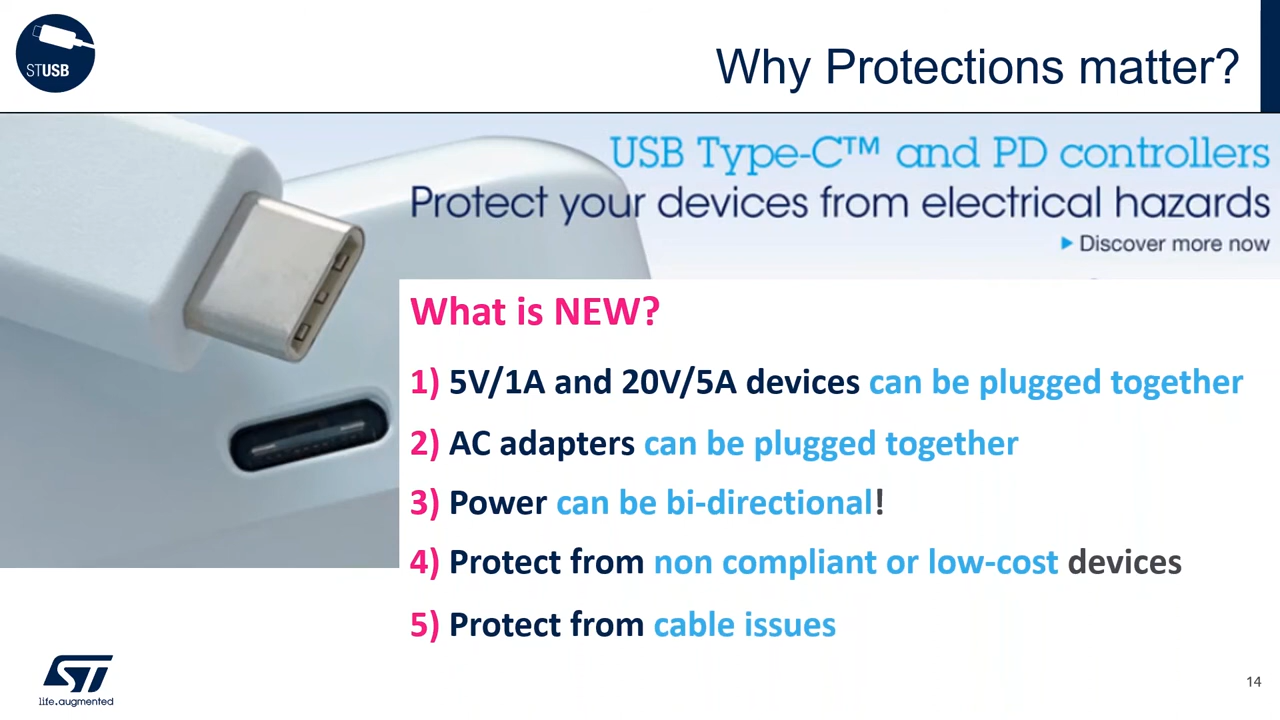 STUSB
Why Protections matter?
USB Type-C™ and PD controllers
Protect your devices from electrical hazards
Discover more now
What is NEW?
1) 5V/1A and 20V/5A devices can be plugged together
2) AC adapters can be plugged together
3) Power can be bi-directional!
4) Protect from non compliant or low-cost devices
5) Protect from cable issues
ST
life.augmented
14